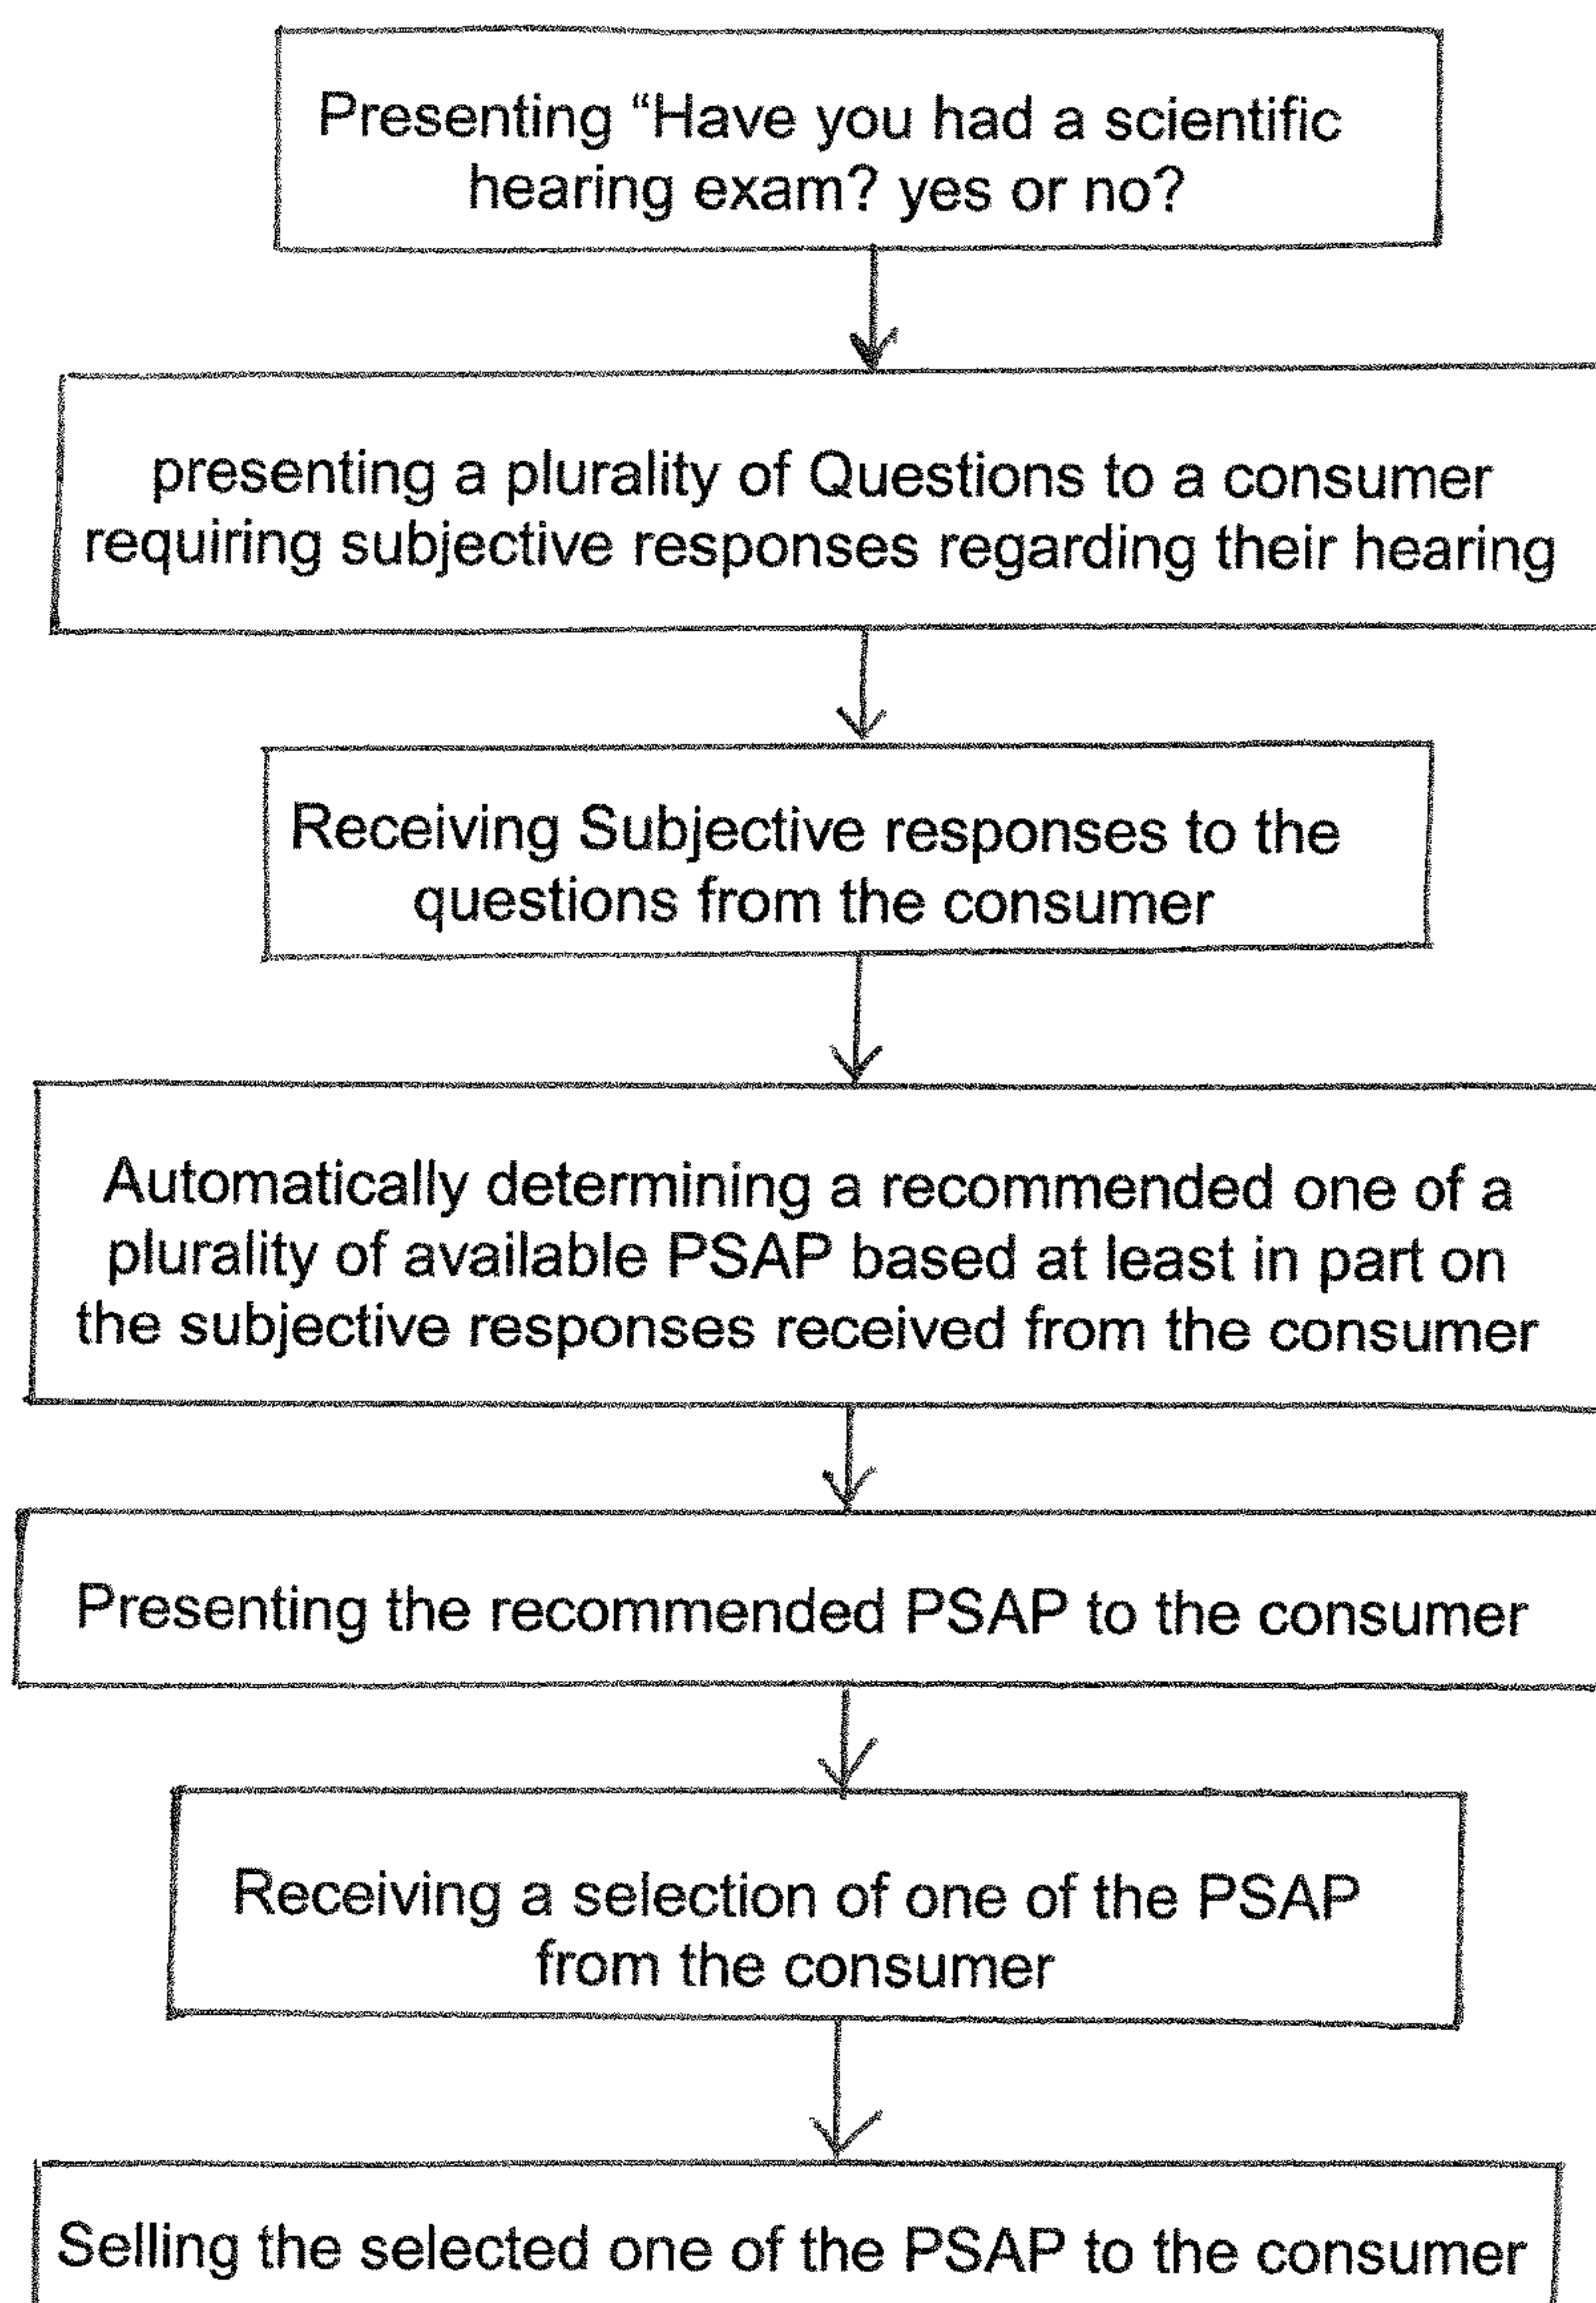 Presenting “Have you had a scientific
hearing exam? yes or no?
presenting a plurality of Questions to a consumer
requiring subjective responses regarding their hearing
Receiving Subjective responses to the
questions from the consumer
Automatically determining a recommended one of a
plurality of available PSAP based at least in part on
the subjective responses received from the consumer
Presenting the recommended PSAP to the consumer
Receiving a selection of one of the PSAP
from the consumer
Selling the selected one of the PSAP to the consumer